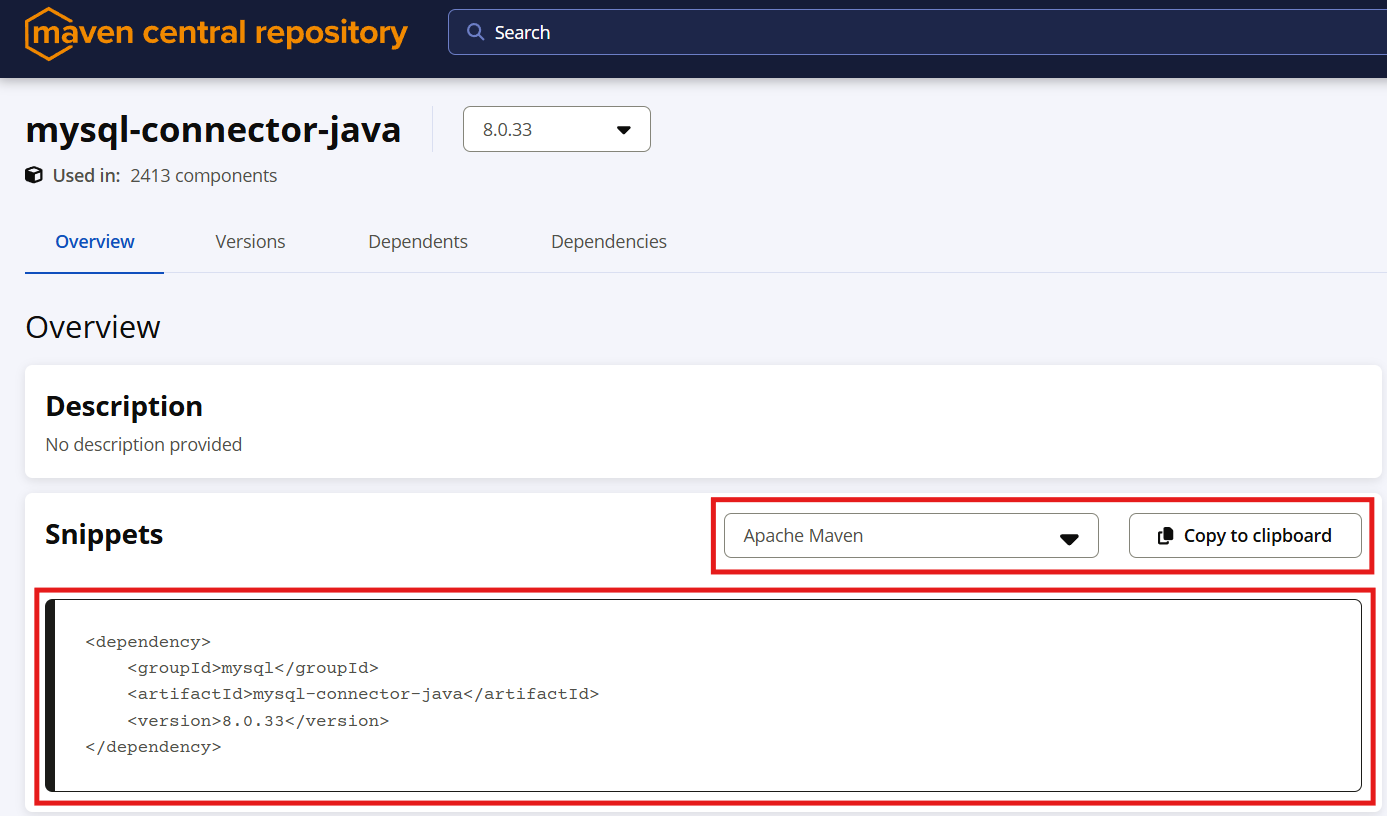 maven central repository
Search
mysql-connector-java
8.0.33
Used in: 2413 components
Overview
Versions
Dependents
Dependencies
Overview
Description
No description provided
Snippets
Apache Maven
Copy to clipboard
<dependency>
    <groupId>mysql</groupId>
    <artifactId>mysql-connector-java</artifactId>
    <version>8.0.33</version>
</dependency>